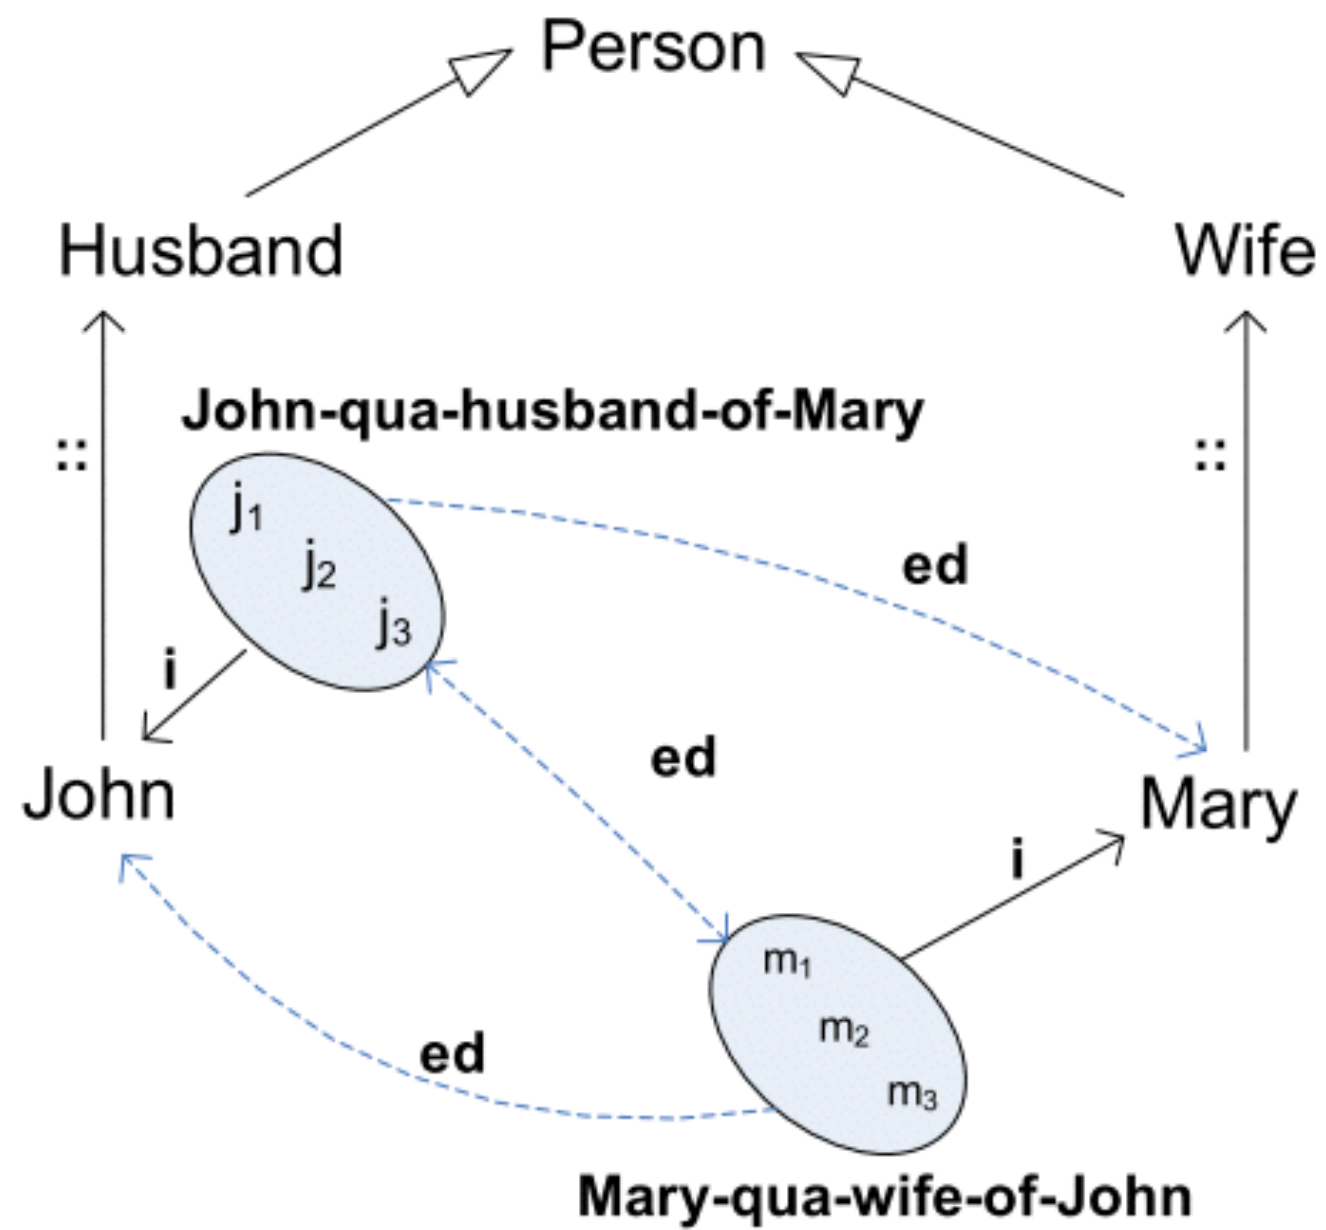 Person
Husband
Wife
John-qua-husband-of-Mary
::
::
j1
j2
ed
j3
i
ed
John
Mary
i
m1
m2
ed
m3
Mary-qua-wife-of-John